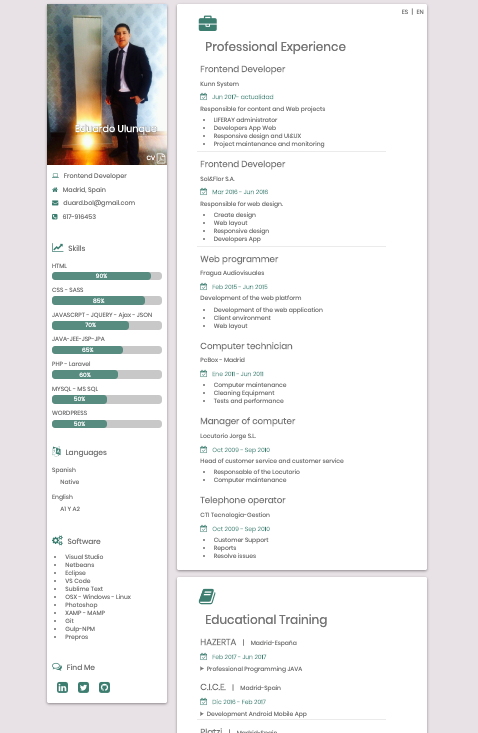 Eduardo Ulunque
CV
Frontend Developer
Madrid, Spain
duard.bol@gmail.com
617-916453
Skills
HTML
90%
CSS - SASS
85%
JAVASCRIPT - JQUERY - Ajax - JSON
70%
JAVA-JEE-JSP-JPA
65%
PHP - Laravel
60%
MYSQL - MS SQL
50%
WORDPRESS
50%
Languages
Spanish
Native
English
A1 Y A2
Software
Visual Studio
Netbeans
Eclipse
VS Code
Sublime Text
OSX - Windows - Linux
Photoshop
XAMP - MAMP
Git
Gulp-NPM
Prepros
Find Me
ES | EN
Professional Experience
Frontend Developer
Kunn System
Jun 2017- actualidad
Responsible for content and Web projects
LIFERAY administrator
Developers App Web
Responsive design and UI&UX
Project maintenance and monitoring
Frontend Developer
Sol&Flor S.A.
Mar 2016 - Jun 2016
Responsible for web design.
Create design
Web layout
Responsive design
Developers App
Web programmer
Fragua Audiovisuales
Feb 2015 - Jun 2015
Development of the web platform
Development of the web application
Client environment
Web layout
Computer technician
PcBox - Madrid
Ene 2011 - Jun 2011
Computer maintenance
Cleaning Equipment
Tests and performance
Manager of computer
Locutorio Jorge S.L.
Oct 2009 - Sep 2010
Head of customer service and customer service
Responsable of the Locutorio
Computer maintenance
Telephone operator
CTI Tecnologia-Gestion
Oct 2009 - Sep 2010
Customer Support
Reports
Resolve issues
Educational Training
HAZERTA | Madrid-España
Feb 2017 - Jun 2017
Professional Programming JAVA
C.I.C.E. | Madrid-Spain
Dic 2016 - Feb 2017
Development Android Mobile App
Platzi | Madrid-Spain